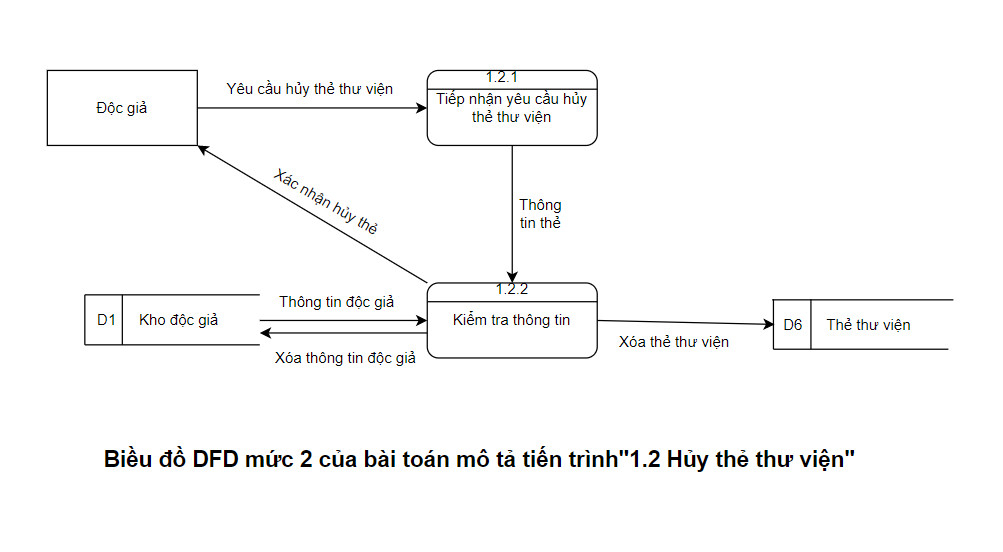 1.2.1
Độc giả
Yêu cầu hủy thẻ thư viện
Tiếp nhận yêu cầu hủy
thẻ thư viện
Xác nhận hủy thẻ
Thông
tin thẻ
1.2.2
D1
Kho độc giả
Thông tin độc giả
Kiểm tra thông tin
Xóa thông tin độc giả
Xóa thẻ thư viện
D6
Thẻ thư viện
Biều đồ DFD mức 2 của bài toán mô tả tiến trình"1.2 Hủy thẻ thư viện"